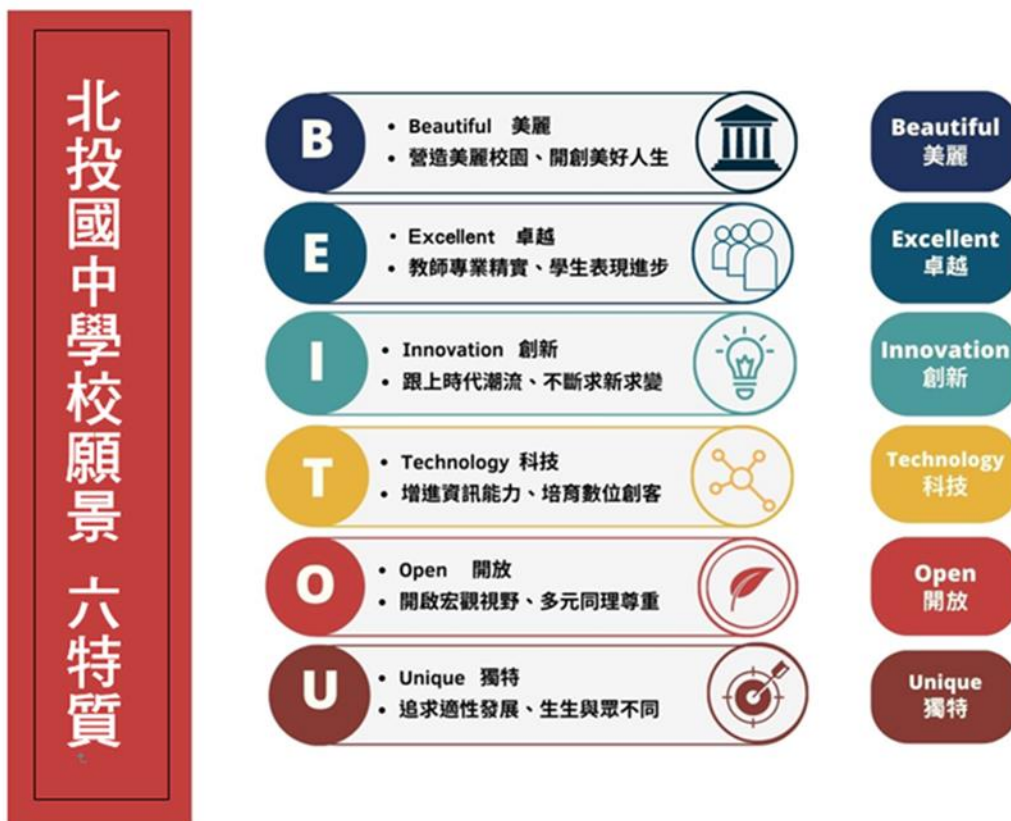 北投國中學校願景 六特質
B
• Beautiful 美麗
• 營造美麗校園、開創美好人生
Beautiful
美麗
E
• Excellent 卓越
• 教師專業精實、學生表現進步
Excellent
卓越
I
• Innovation 創新
• 跟上時代潮流、不斷求新求變
Innovation
創新
T
• Technology 科技
• 增進資訊能力、培育數位創客
Technology
科技
O
• Open 開放
• 開啟宏觀視野、多元同理尊重
Open
開放
U
• Unique 獨特
• 追求適性發展、生生與眾不同
Unique
獨特